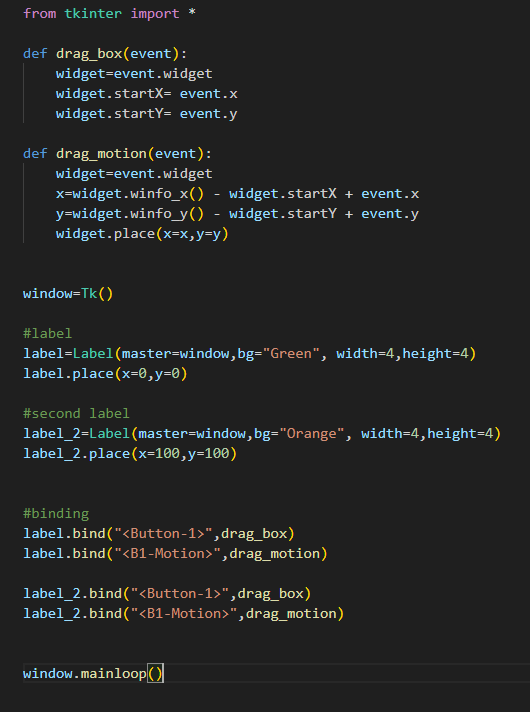 from tkinter import *
def drag_box(event):
    widget=event.widget
    widget.startX= event.x
    widget.startY= event.y
def drag_motion(event):
    widget=event.widget
    x=widget.winfo_x() - widget.startX + event.x
    y=widget.winfo_y() - widget.startY + event.y
    widget.place(x=x,y=y)
window=Tk()
#label
label=Label(master=window,bg="Green", width=4,height=4)
label.place(x=0,y=0)
#second label
label_2=Label(master=window,bg="Orange", width=4,height=4)
label_2.place(x=100,y=100)
#binding
label.bind("<Button-1>",drag_box)
label.bind("<B1-Motion>",drag_motion)
label_2.bind("<Button-1>",drag_box)
label_2.bind("<B1-Motion>",drag_motion)
window.mainloop()